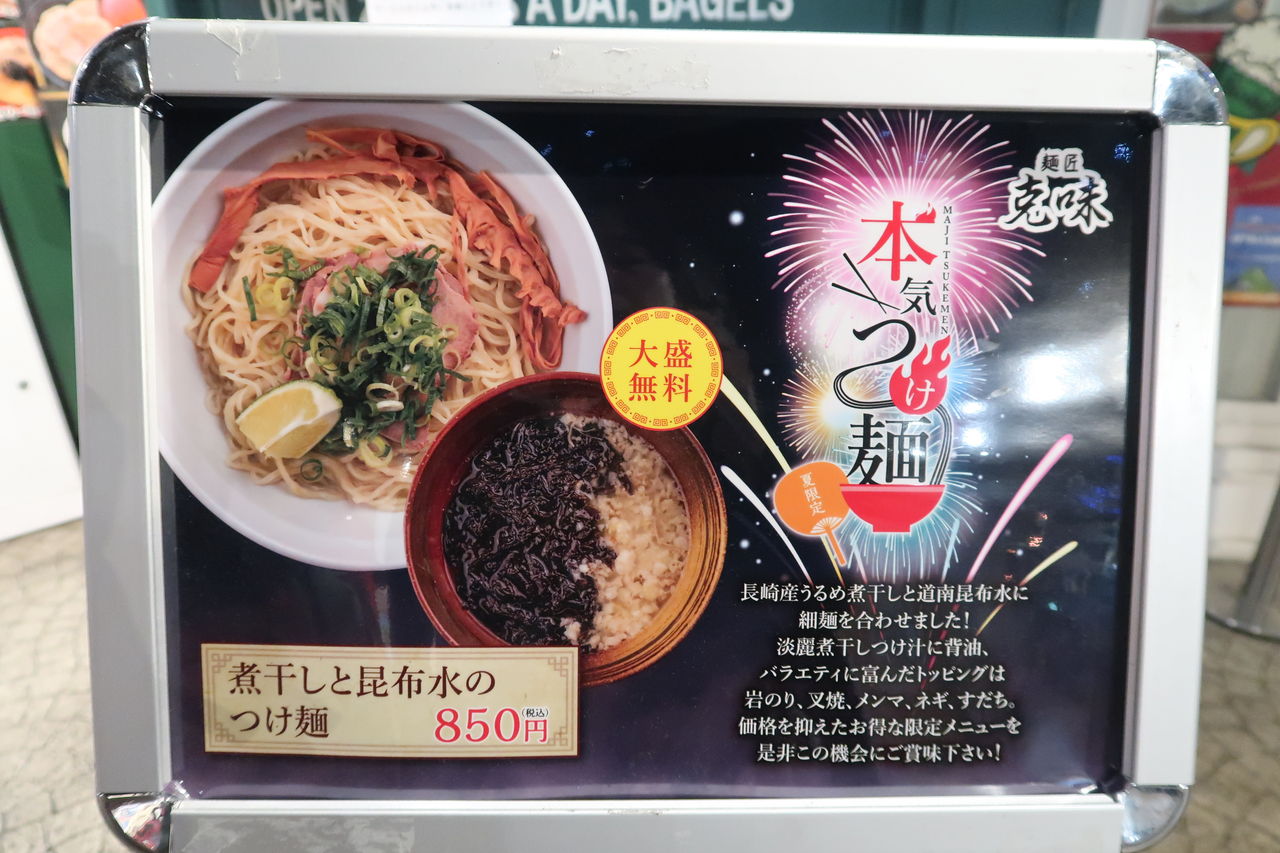 A DAY, BAGELS
OPEN
麺匠
克味
本気つけ麺
MAJI TSUKEMEN
夏限定
大盛
無料
長崎産うるめ煮干しと道南昆布水に
細麺を合わせました!
淡麗煮干しつけ汁に背油、
バラエティに富んだトッピングは
岩のり、叉焼、メンマ、ネギ、すだち。
価格を抑えたお得な限定メニューを
是非この機会にご賞味下さい!
煮干しと昆布水の
つけ麺 850円(税込)